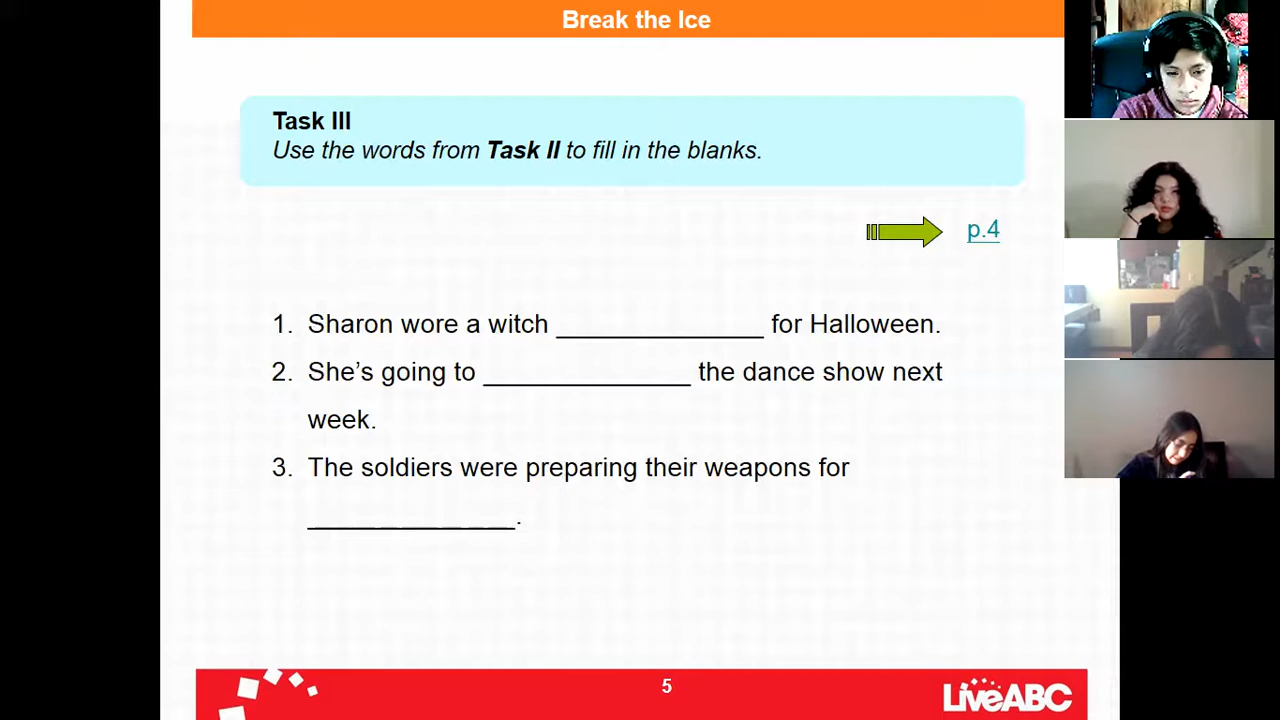 Break the Ice
Task III
Use the words from Task II to fill in the blanks.
p.4
1. Sharon wore a witch _______________ for Halloween.
2. She’s going to _______________ the dance show next
week.
3. The soldiers were preparing their weapons for
_______________.
5
LiveABC